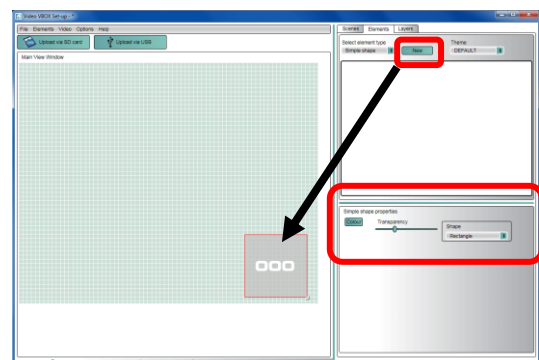 Video VBOX Set-up - *
File Elements Video Options Help
Upload via SD card Upload via USB
Main View Window
Scenes Elements Layers
Select element type Theme
Simple shape New DEFAULT
Simple shape properties
Colour Transparency
Shape
Rectangle